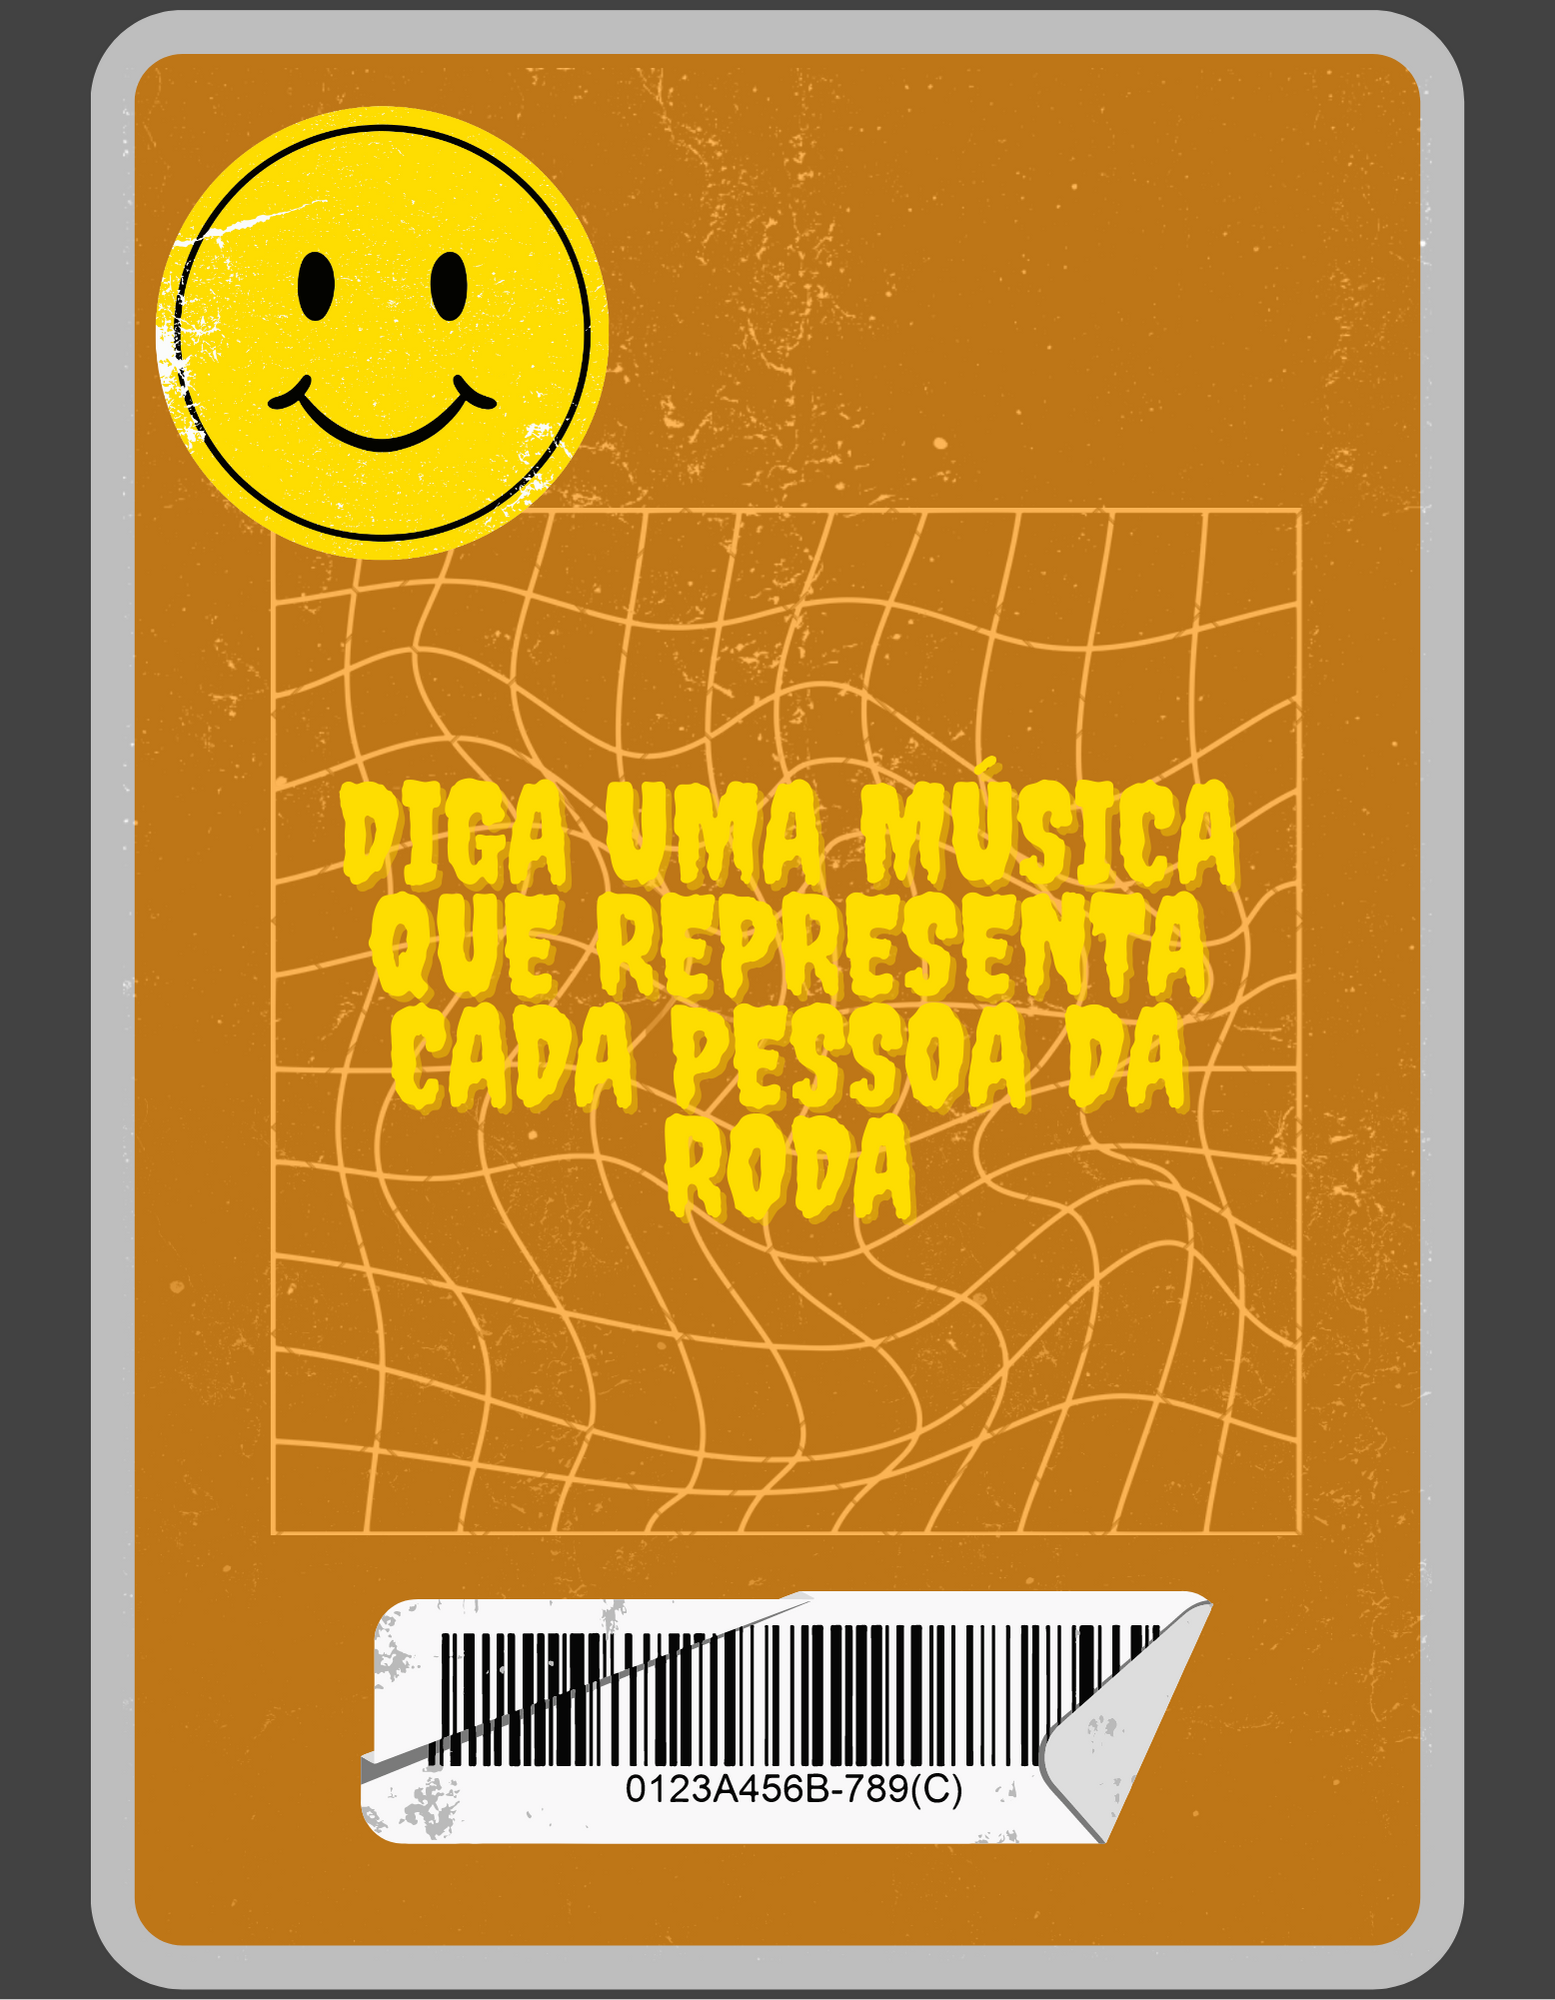 DIGA UMA MÚSICA
QUE REPRESENTA
CADA PESSOA DA
RODA
0123A456B-789(C)